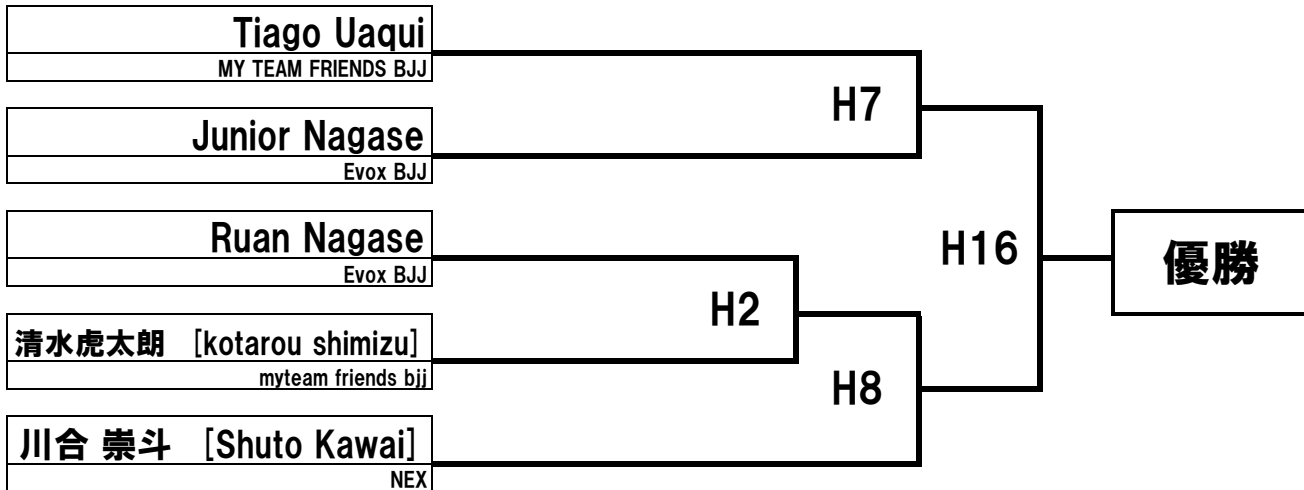 Tiago Uaqui
MY TEAM FRIENDS BJJ
H7
Junior Nagase
Evox BJJ
Ruan Nagase
Evox BJJ
H16
優勝
H2
清水虎太朗 [kotarou shimizu]
myteam friends bjj
H8
川合 崇斗 [Shuto Kawai]
NEX